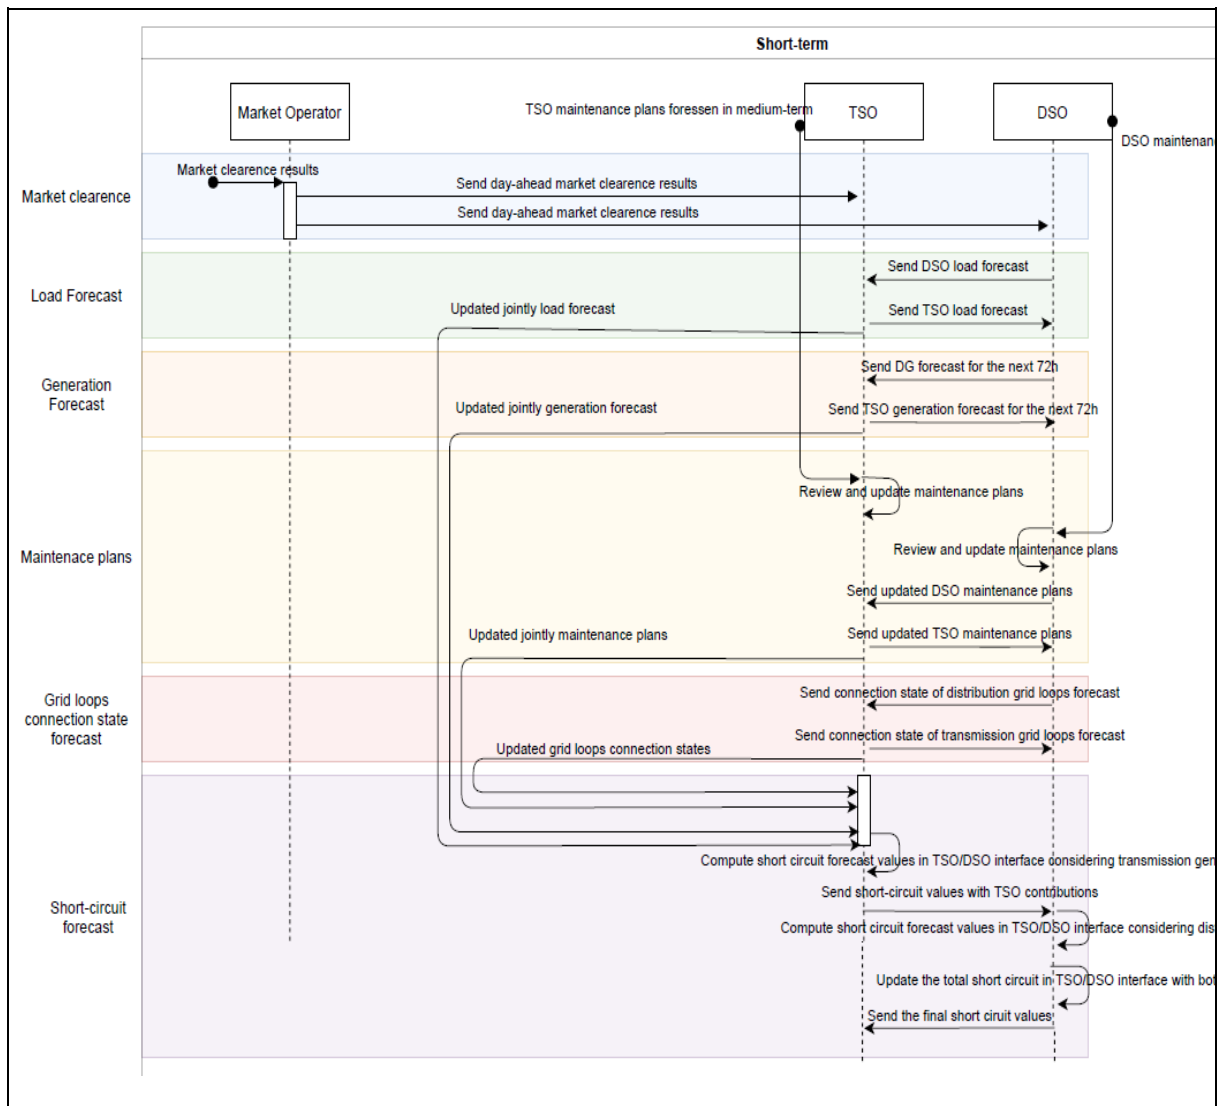 Short-term
Market Operator
TSO maintenance plans foressen in medium-term
TSO
DSO
DSO maintenanc
Market clearence results
Market clearence
Send day-ahead market clearence results
Send day-ahead market clearence results
Send DSO load forecast
Load Forecast
Updated jointly load forecast
Send TSO load forecast
Send DG forecast for the next 72h
Generation
Forecast
Updated jointly generation forecast
Send TSO generation forecast for the next 72h
Review and update maintenance plans
Maintenace plans
Review and update maintenance plans
Send updated DSO maintenance plans
Updated jointly maintenance plans
Send updated TSO maintenance plans
Grid loops
connection state
forecast
Send connection state of distribution grid loops forecast
Send connection state of transmission grid loops forecast
Updated grid loops connection states
Compute short circuit forecast values in TSO/DSO interface considering transmission gen
Send short-circuit values with TSO contributions
Short-circuit
forecast
Compute short circuit forecast values in TSO/DSO interface considering dis
Update the total short circuit in TSO/DSO interface with bot
Send the final short ciruit values